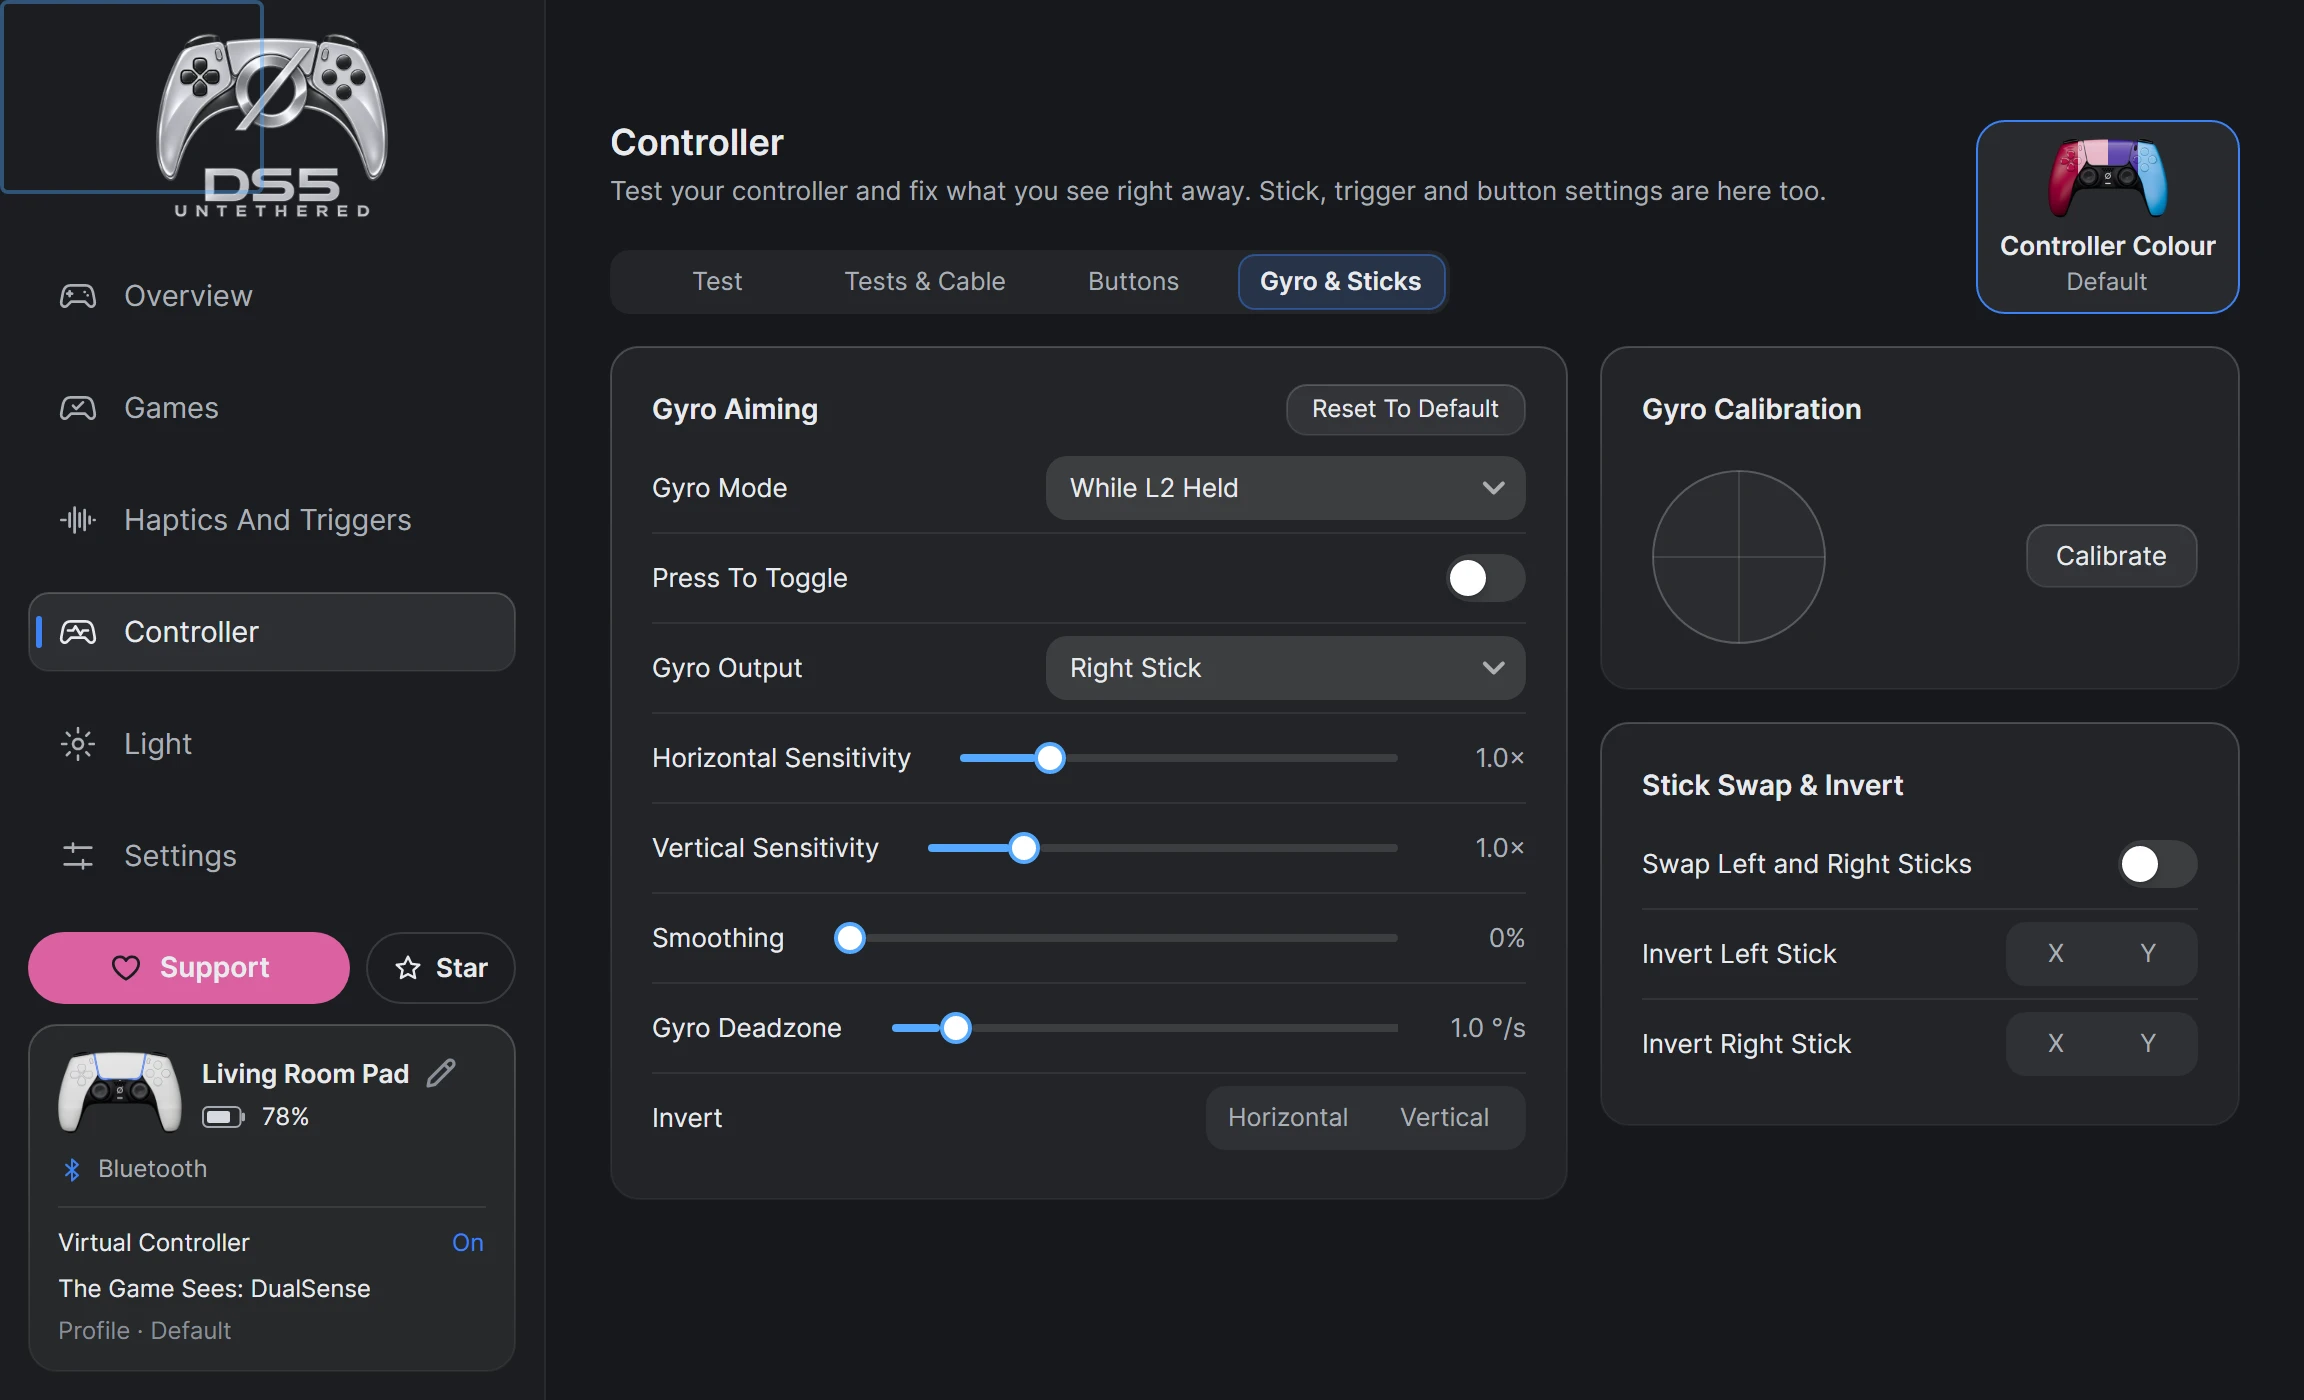 DS5
UNTETHERED
Overview
Games
Haptics And Triggers
Controller
Light
Settings
Support
Star
Living Room Pad
78%
Bluetooth
Virtual Controller
On
The Game Sees: DualSense
Profile · Default
Controller
Test your controller and fix what you see right away. Stick, trigger and button settings are here too.
Controller Colour
Default
Test
Tests & Cable
Buttons
Gyro & Sticks
Gyro Aiming
Reset To Default
Gyro Mode
While L2 Held
Press To Toggle
Gyro Output
Right Stick
Horizontal Sensitivity
1.0×
Vertical Sensitivity
1.0×
Smoothing
0%
Gyro Deadzone
1.0 °/s
Invert
Horizontal
Vertical
Gyro Calibration
Calibrate
Stick Swap & Invert
Swap Left and Right Sticks
Invert Left Stick
X
Y
Invert Right Stick
X
Y